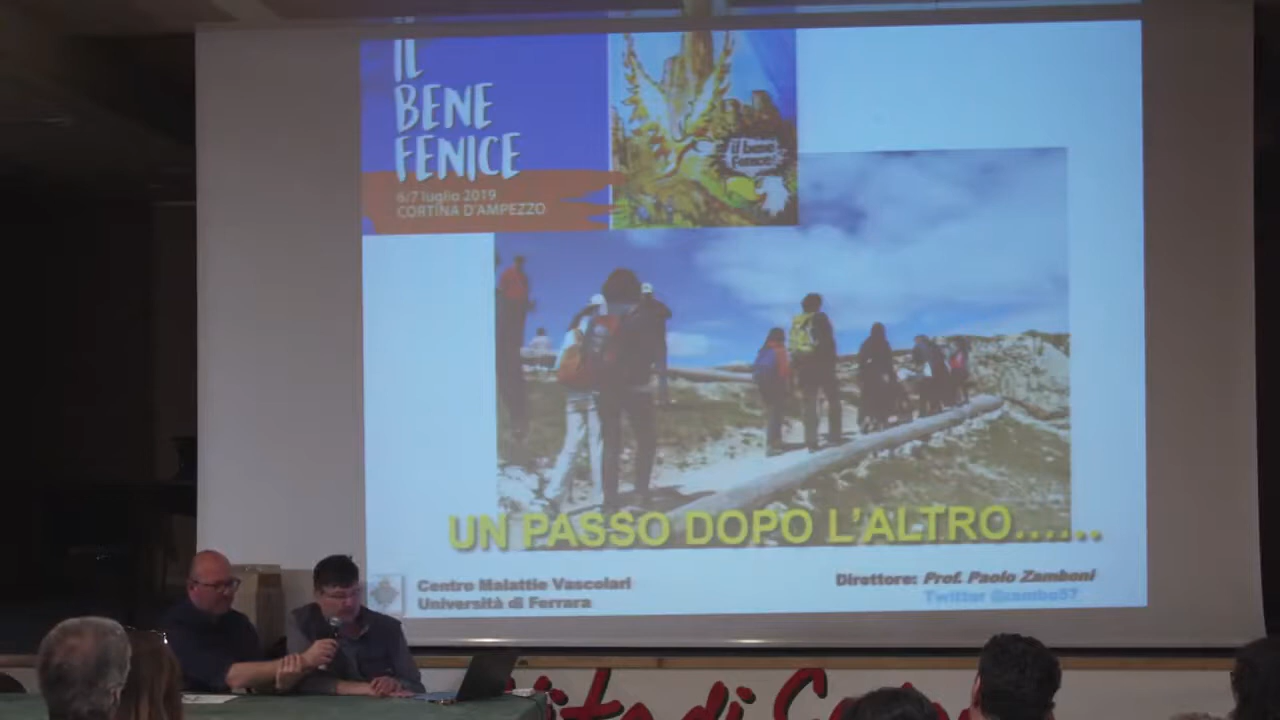 IL
BENE
FENICE
6/7 luglio 2019
CORTINA D'AMPEZZO
il bene
fenice!
UN PASSO DOPO L'ALTRO......
Centro Malattie Vascolari
Università di Ferrara
Direttore: Prof. Paolo Zamboni
Twitter @zambo57
di